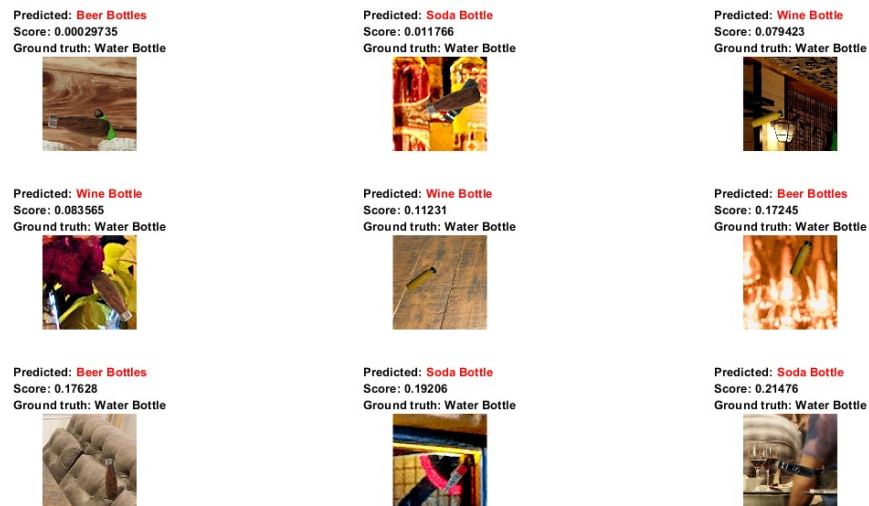 Predicted: Beer Bottles
Score: 0.00029735
Ground truth: Water Bottle
Predicted: Soda Bottle
Score: 0.011766
Ground truth: Water Bottle
Predicted: Wine Bottle
Score: 0.079423
Ground truth: Water Bottle
Predicted: Wine Bottle
Score: 0.083565
Ground truth: Water Bottle
Predicted: Wine Bottle
Score: 0.11231
Ground truth: Water Bottle
Predicted: Beer Bottles
Score: 0.17245
Ground truth: Water Bottle
Predicted: Beer Bottles
Score: 0.17628
Ground truth: Water Bottle
Predicted: Soda Bottle
Score: 0.19206
Ground truth: Water Bottle
Predicted: Soda Bottle
Score: 0.21476
Ground truth: Water Bottle